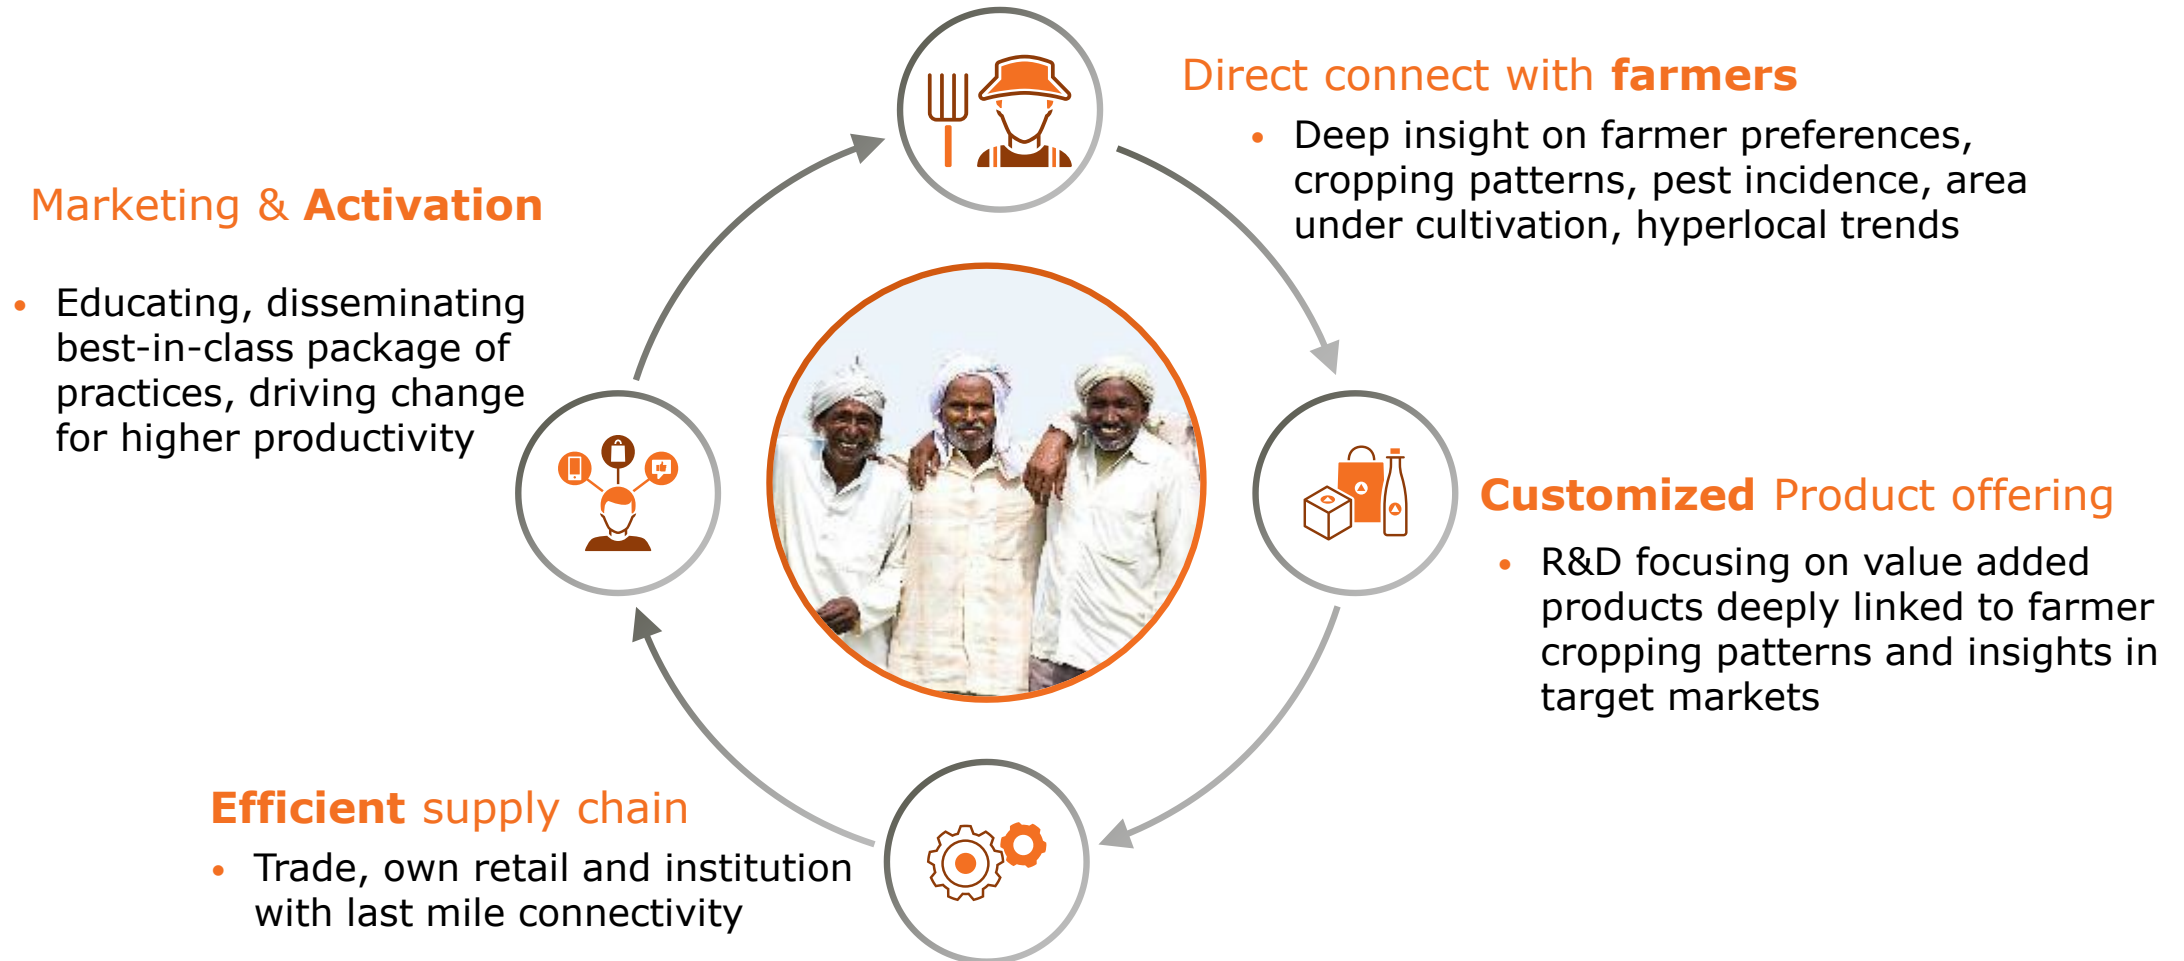 Direct connect with farmers
• Deep insight on farmer preferences,
cropping patterns, pest incidence, area
under cultivation, hyperlocal trends
Customized Product offering
• R&D focusing on value added
products deeply linked to farmer
cropping patterns and insights in
target markets
Efficient supply chain
• Trade, own retail and institution
with last mile connectivity
Marketing & Activation
• Educating, disseminating
best-in-class package of
practices, driving change
for higher productivity